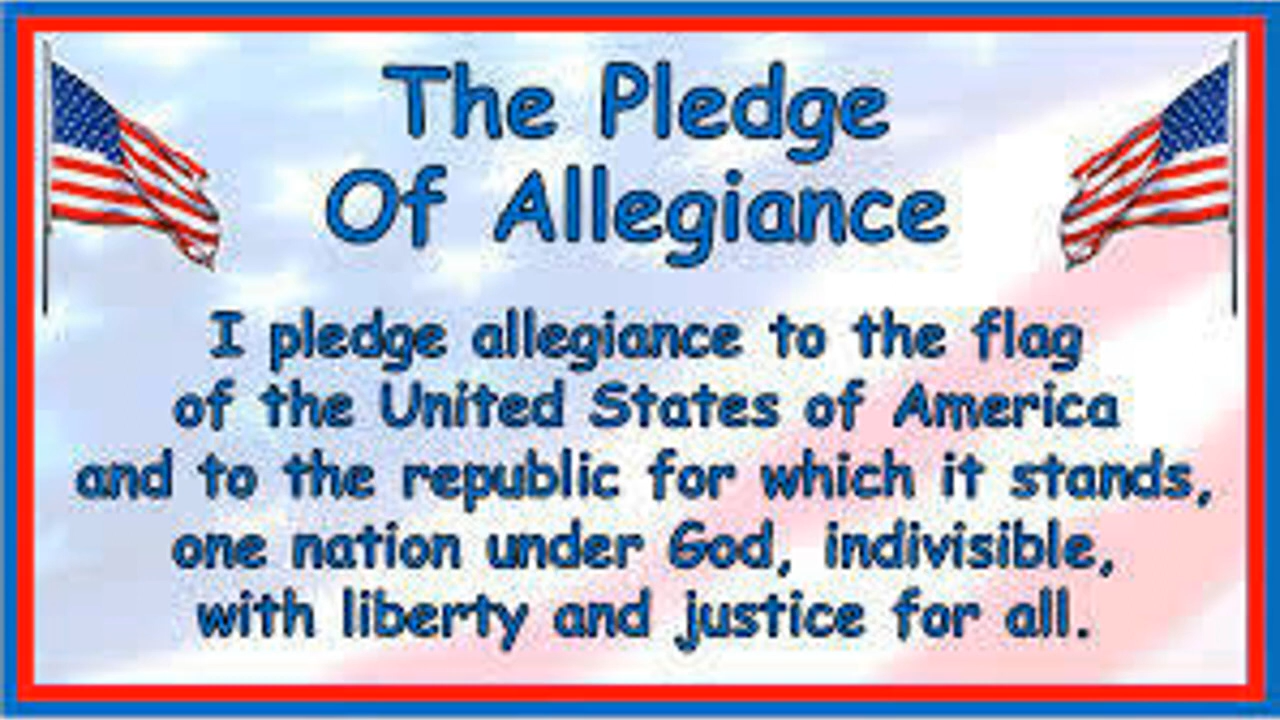 The Pledge
Of Allegiance
I pledge allegiance to the flag
of the United States of America
and to the republic for which it stands,
one nation under God, indivisible,
with liberty and justice for all.